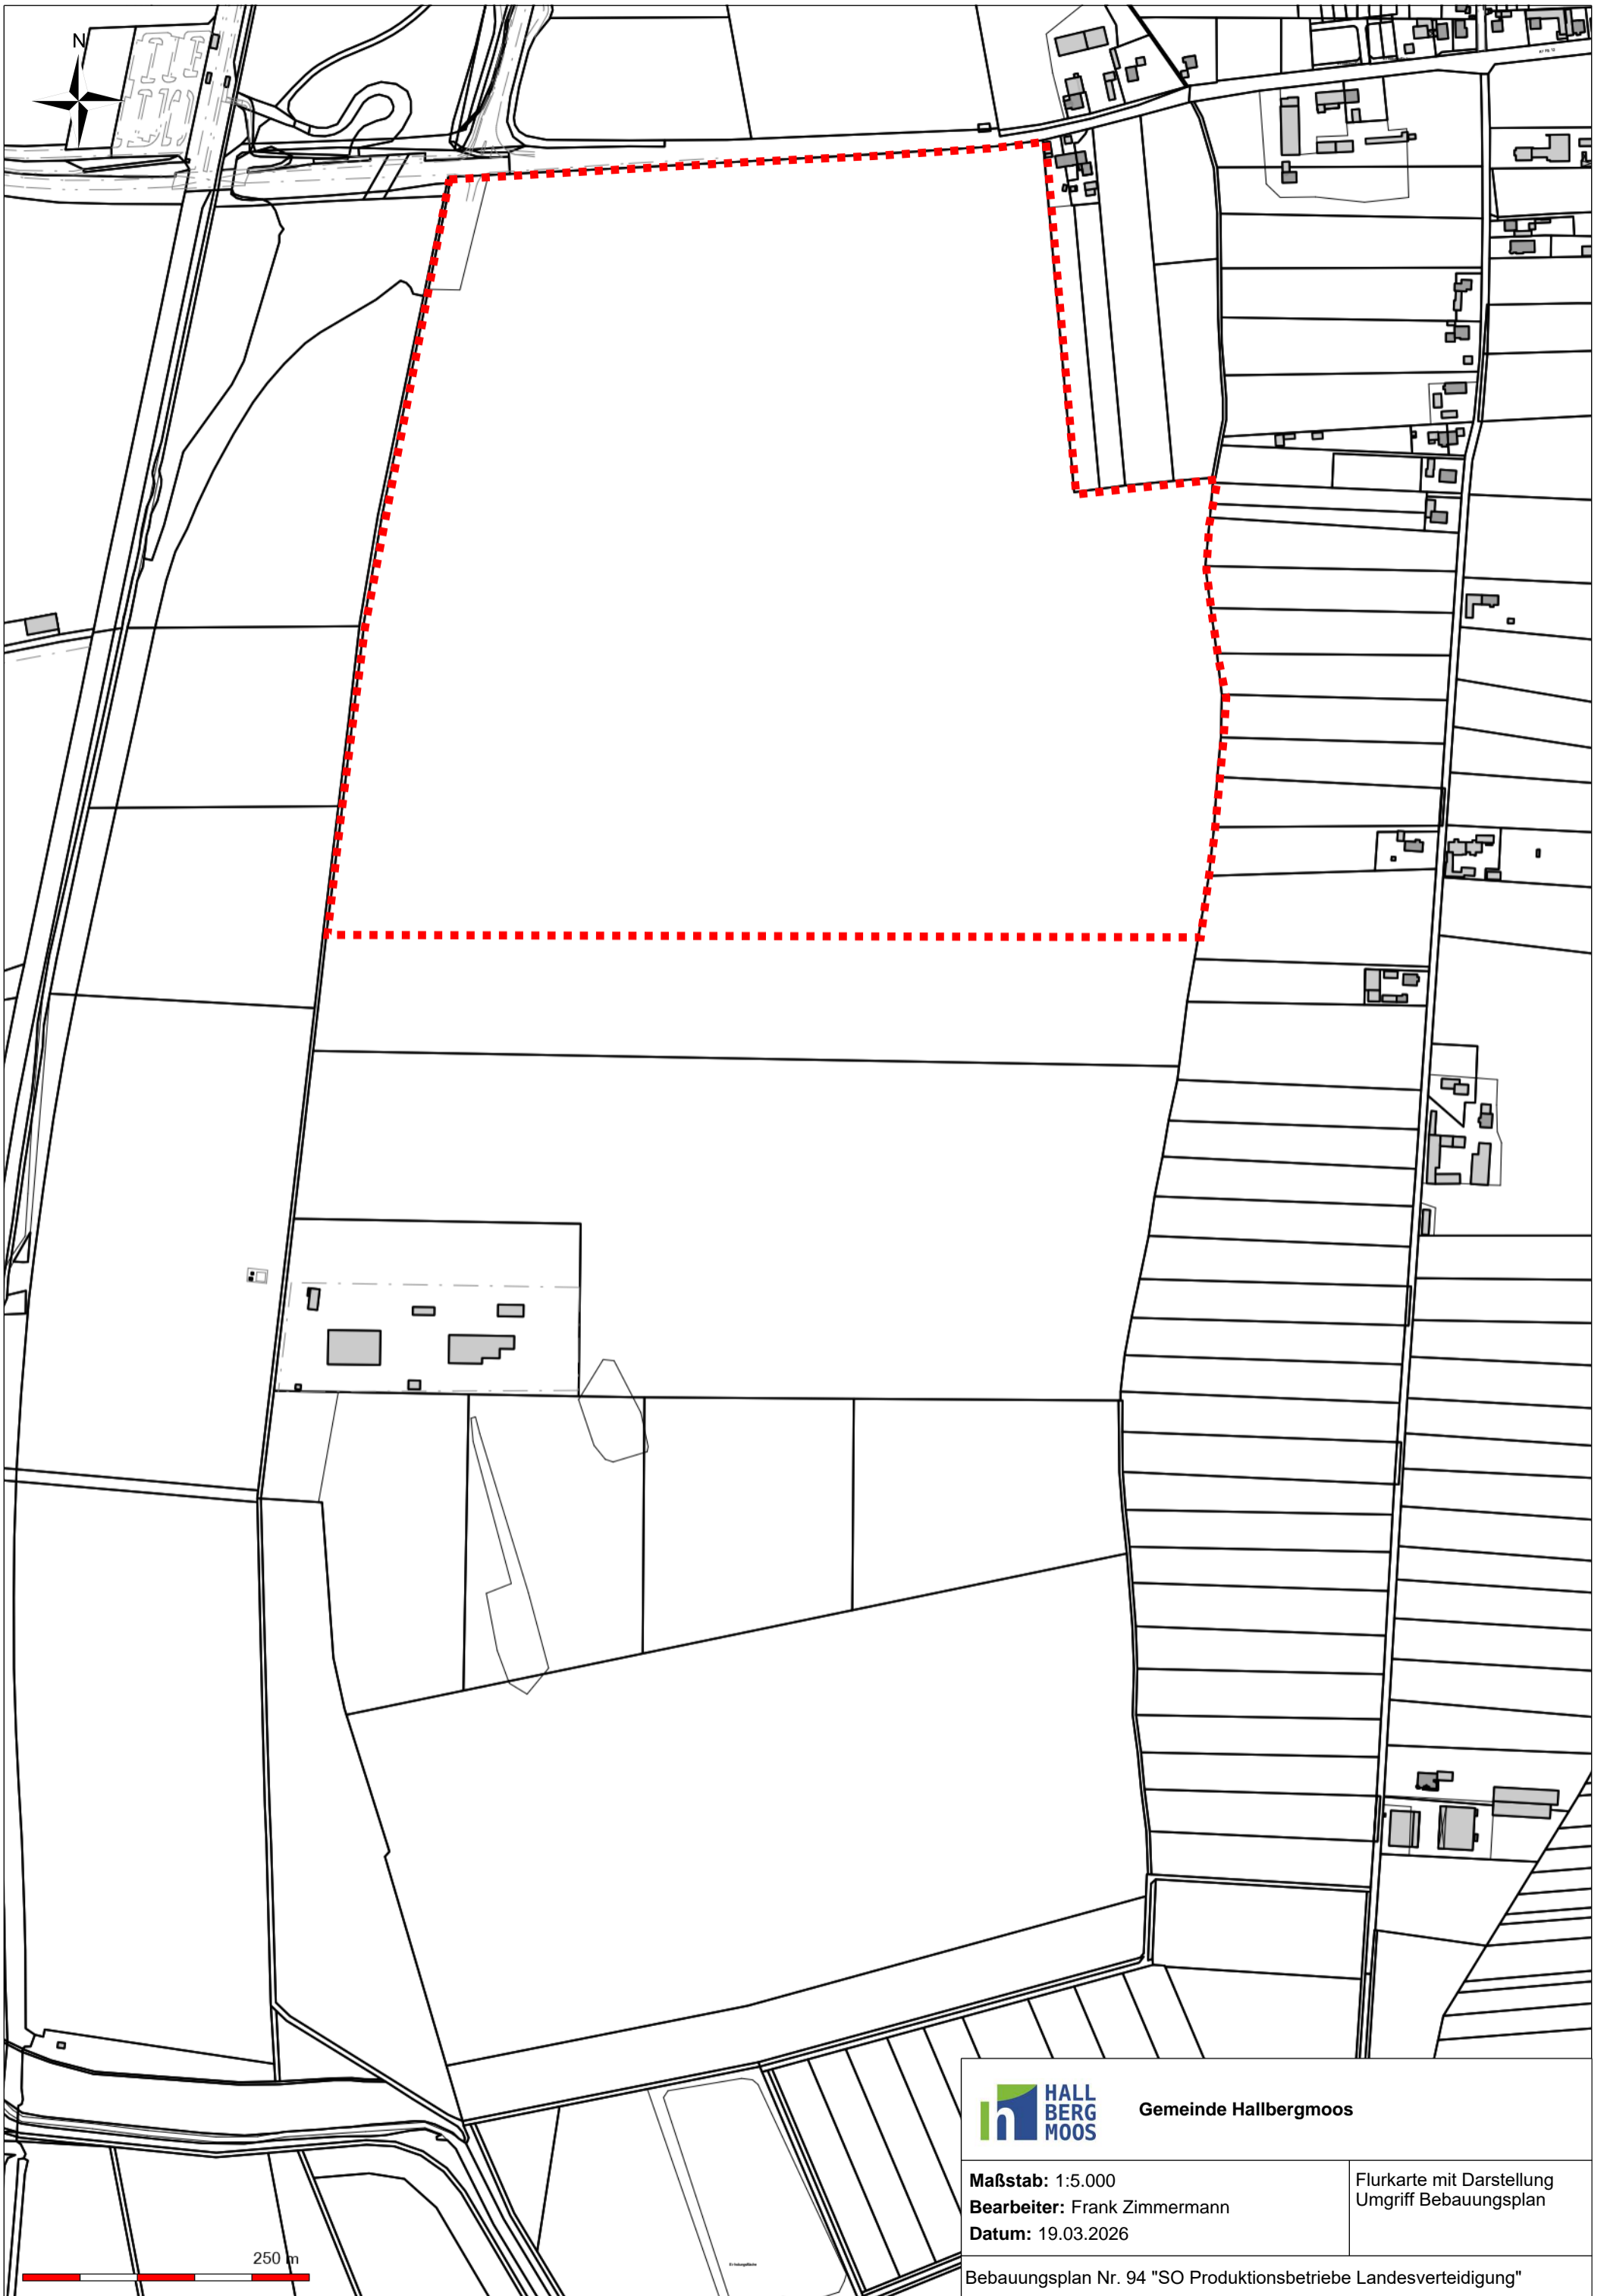 N
HALL
BERG
MOOS
Gemeinde Hallbergmoos
Maßstab: 1:5.000
Bearbeiter: Frank Zimmermann
Datum: 19.03.2026
Flurkarte mit Darstellung
Umgriff Bebauungsplan
250 m
Bebauungsplan Nr. 94 "SO Produktionsbetriebe Landesverteidigung"